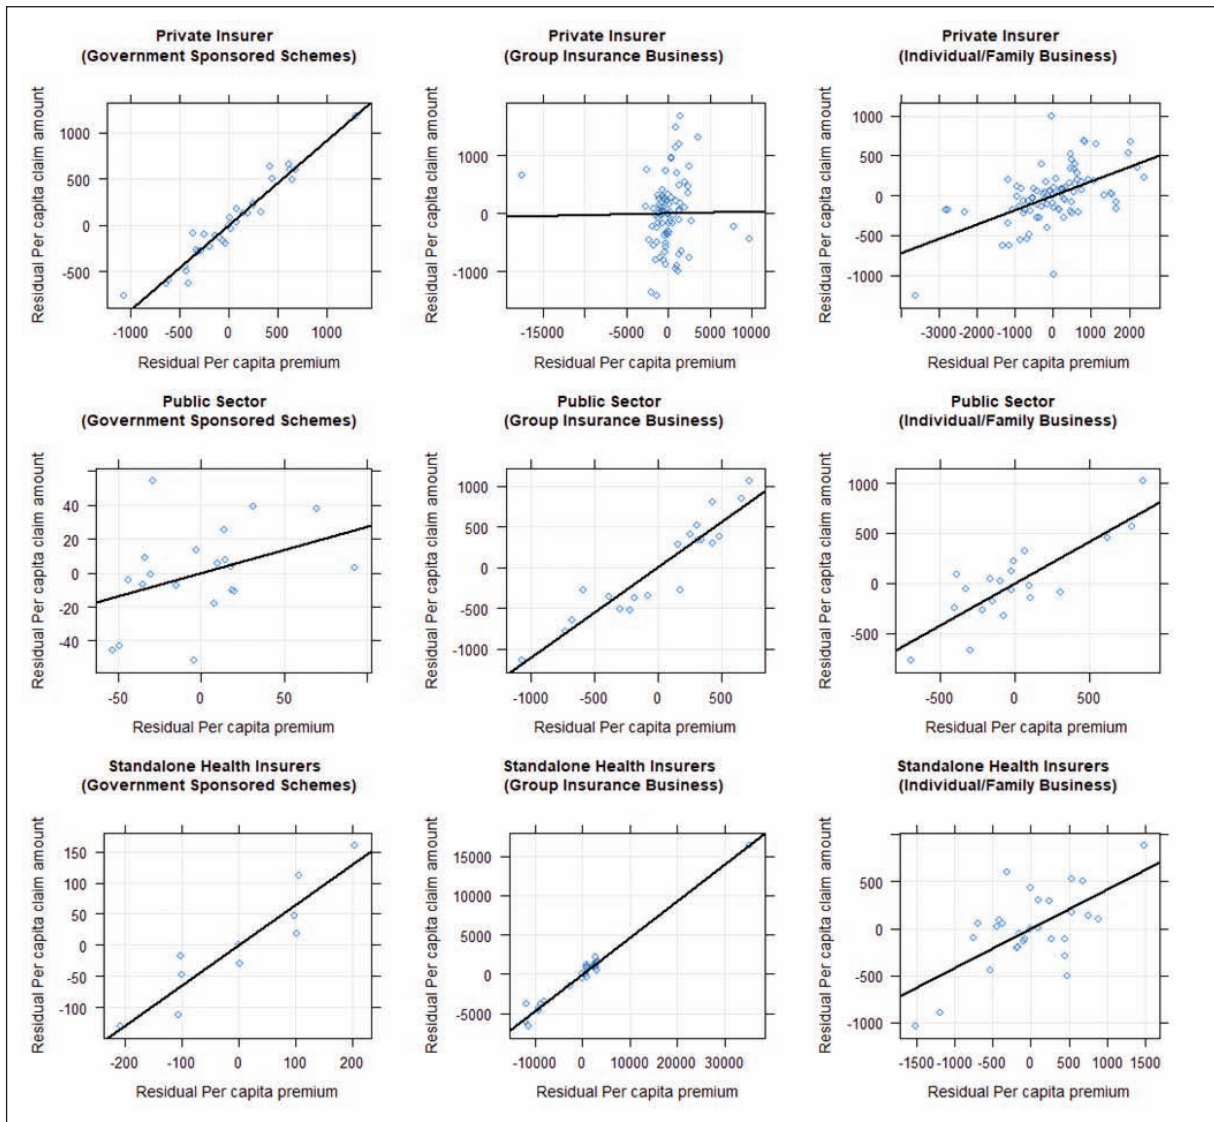 Private Insurer
(Government Sponsored Schemes)
Residual Per capita claim amount
1000
500
0
-500
-1000 -500 0 500 1000
Residual Per capita premium
Private Insurer
(Group Insurance Business)
Residual Per capita claim amount
1000
0
-1000
-15000 -5000 0 5000 10000
Residual Per capita premium
Private Insurer
(Individual/Family Business)
Residual Per capita claim amount
1000
500
0
-500
-1000
-3000 -2000 -1000 0 1000 2000
Residual Per capita premium
Public Sector
(Government Sponsored Schemes)
Residual Per capita claim amount
40
20
0
-20
-40
-50 0 50
Residual Per capita premium
Public Sector
(Group Insurance Business)
Residual Per capita claim amount
1000
500
0
-500
-1000
-1000 -500 0 500
Residual Per capita premium
Public Sector
(Individual/Family Business)
Residual Per capita claim amount
1000
500
0
-500
-500 0 500
Residual Per capita premium
Standalone Health Insurers
(Government Sponsored Schemes)
Residual Per capita claim amount
150
100
50
0
-50
-100
-200 -100 0 100 200
Residual Per capita premium
Standalone Health Insurers
(Group Insurance Business)
Residual Per capita claim amount
15000
10000
5000
0
-5000
-10000 0 10000 20000 30000
Residual Per capita premium
Standalone Health Insurers
(Individual/Family Business)
Residual Per capita claim amount
500
0
-500
-1000
-1500 -1000 -500 0 500 1000 1500
Residual Per capita premium